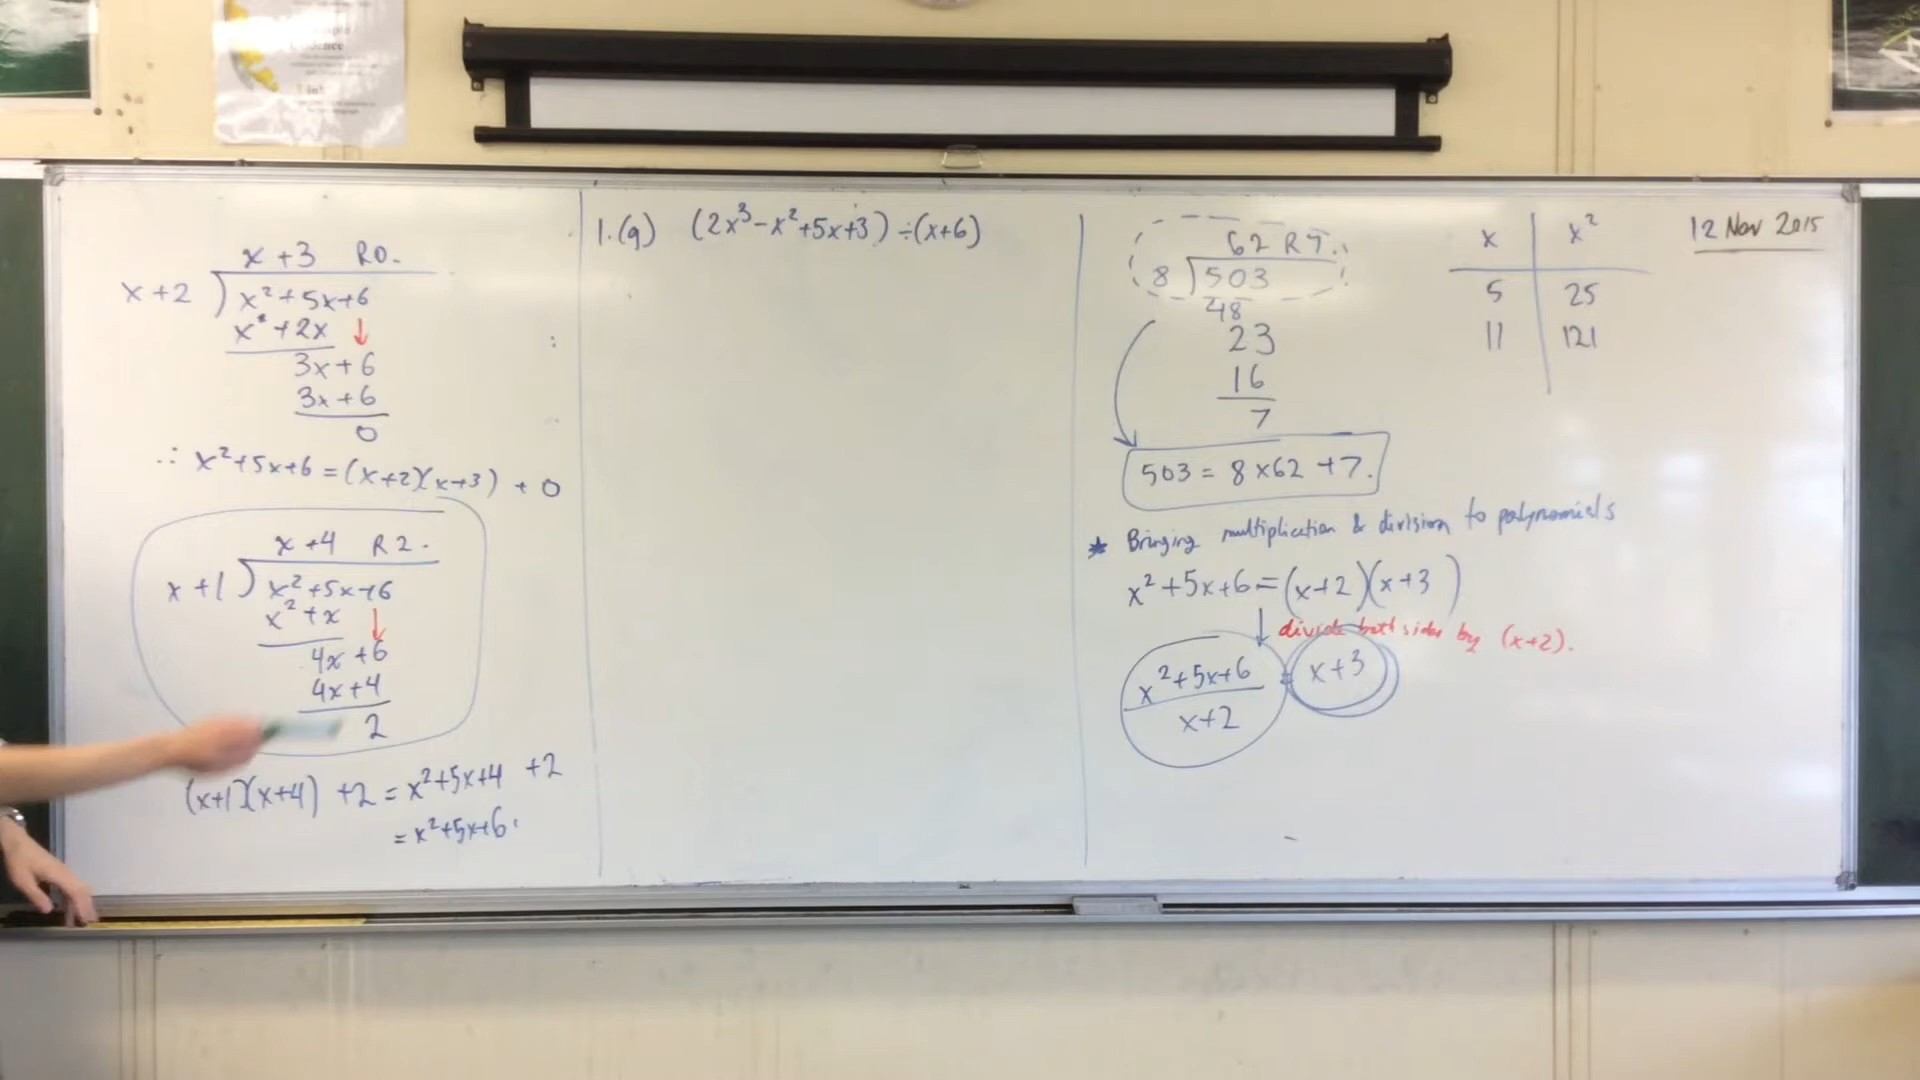 x + 3 R0.
x + 2 ) x² + 5x + 6
x² + 2x ↓
3x + 6
3x + 6
0
∴ x² + 5x + 6 = (x+2)(x+3) + 0
x + 4 R 2.
x + 1 ) x² + 5x + 6
x² + x ↓
4x + 6
4x + 4
2
(x+1)(x+4) + 2 = x² + 5x + 4 + 2
= x² + 5x + 6.
1. (a) (2x³ - x² + 5x + 3) ÷ (x+6)
62 R 7.
8 ) 503
48
23
16
7
503 = 8 × 62 + 7.
★ Bringing multiplication & division to polynomials
x² + 5x + 6 = (x+2)(x+3)
↓ divide both sides by (x+2).
x² + 5x + 6 / x + 2 = x + 3
x x²
5 25
11 121
12 Nov 2015